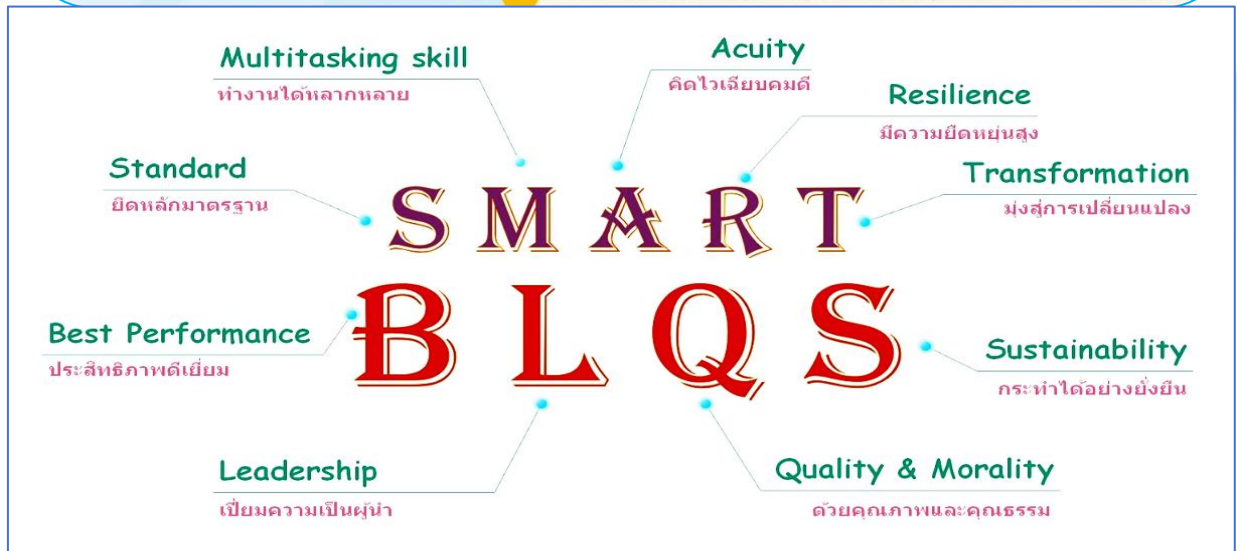 Multitasking skill
ทำงานได้หลากหลาย
Acuity
คิดไวเฉียบคมดี
Resilience
มีความยืดหยุ่นสูง
Standard
ยึดหลักมาตรฐาน
Transformation
มุ่งสู่การเปลี่ยนแปลง
SMART
BLQS
Best Performance
ประสิทธิภาพดีเยี่ยม
Sustainability
กระทำได้อย่างยั่งยืน
Leadership
เปี่ยมความเป็นผู้นำ
Quality & Morality
ด้วยคุณภาพและคุณธรรม